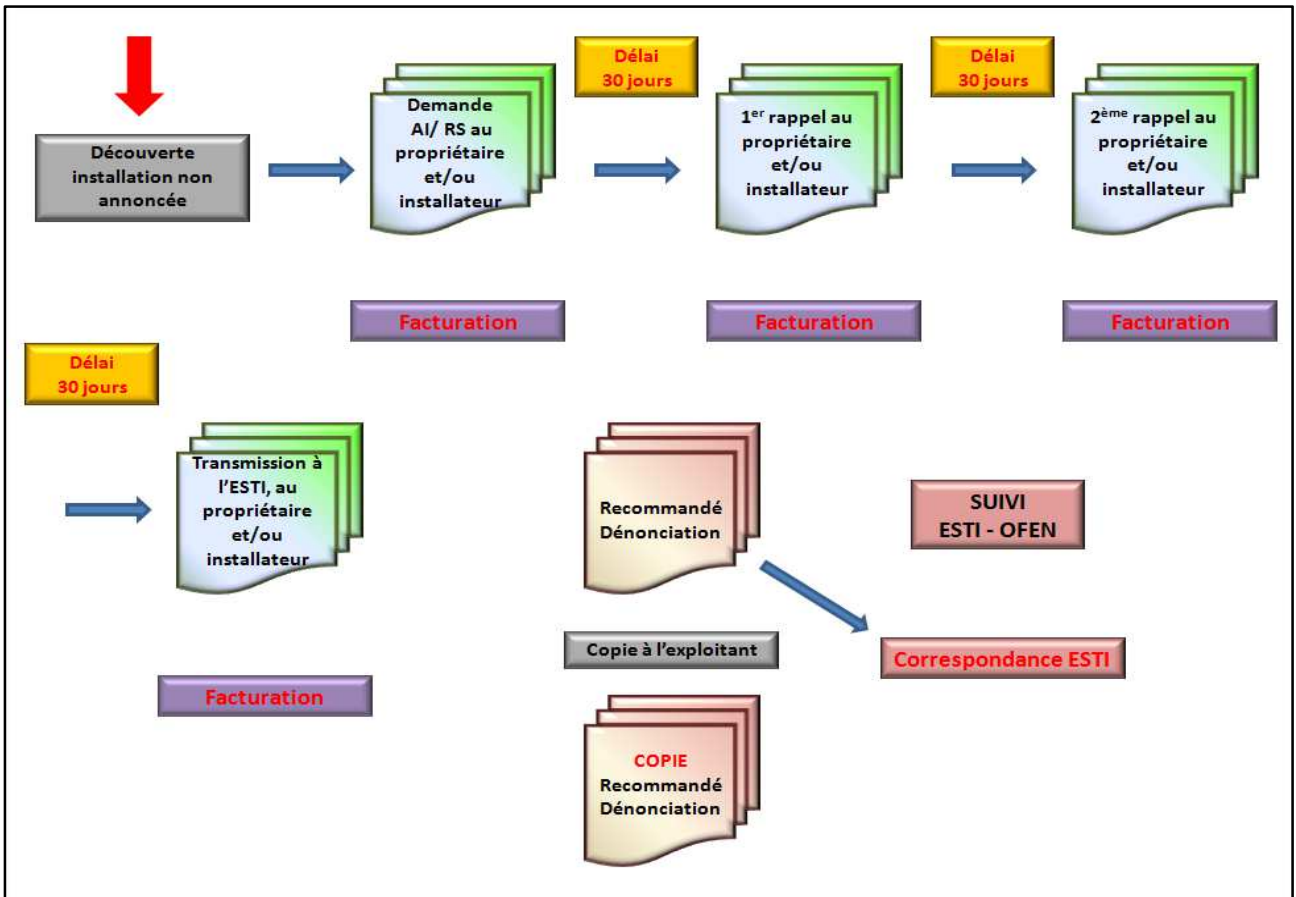 Découverte
installation non
annoncée
Demande
AI/ RS au
propriétaire
et/ou
installateur
Délai
30 jours
1er rappel au
propriétaire
et/ou
installateur
Délai
30 jours
2ème rappel au
propriétaire
et/ou
installateur
Facturation
Facturation
Facturation
Délai
30 jours
Transmission à
l’ESTI, au
propriétaire
et/ou
installateur
Facturation
Recommandé
Dénonciation
SUIVI
ESTI - OFEN
Copie à l’exploitant
Correspondance ESTI
COPIE
Recommandé
Dénonciation